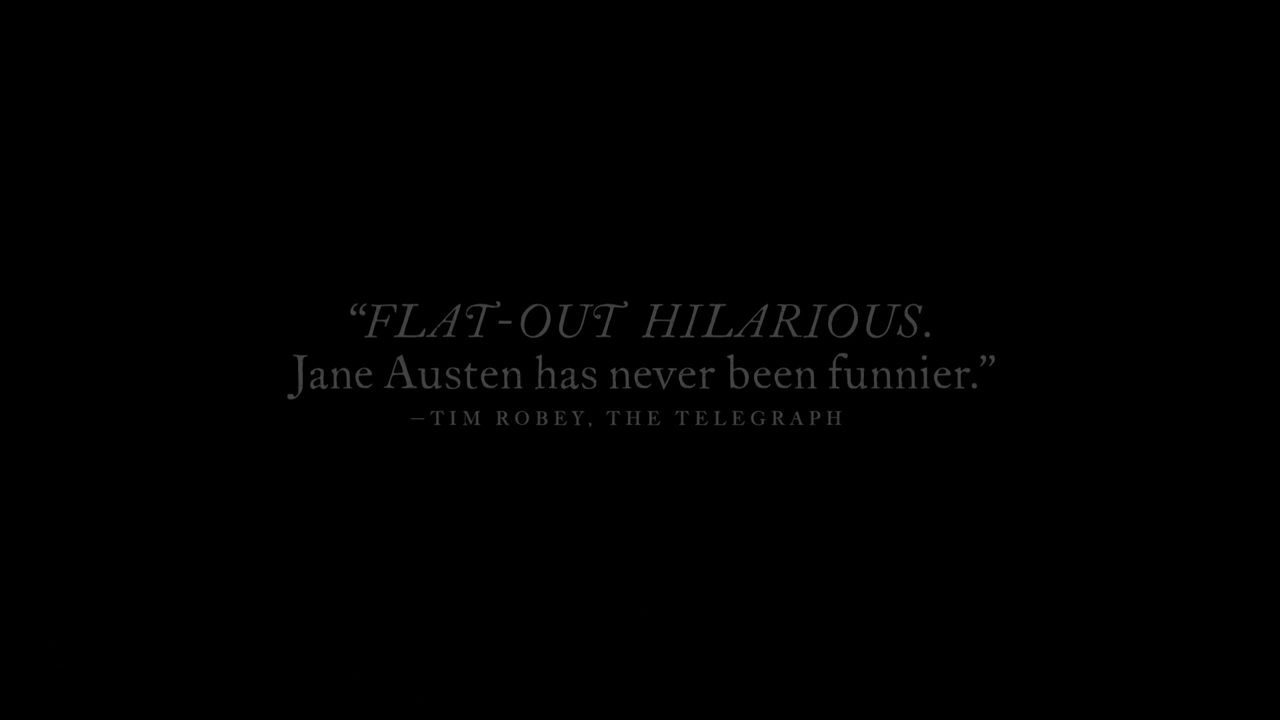 “FLAT-OUT HILARIOUS.
Jane Austen has never been funnier.”
—TIM ROBEY, THE TELEGRAPH